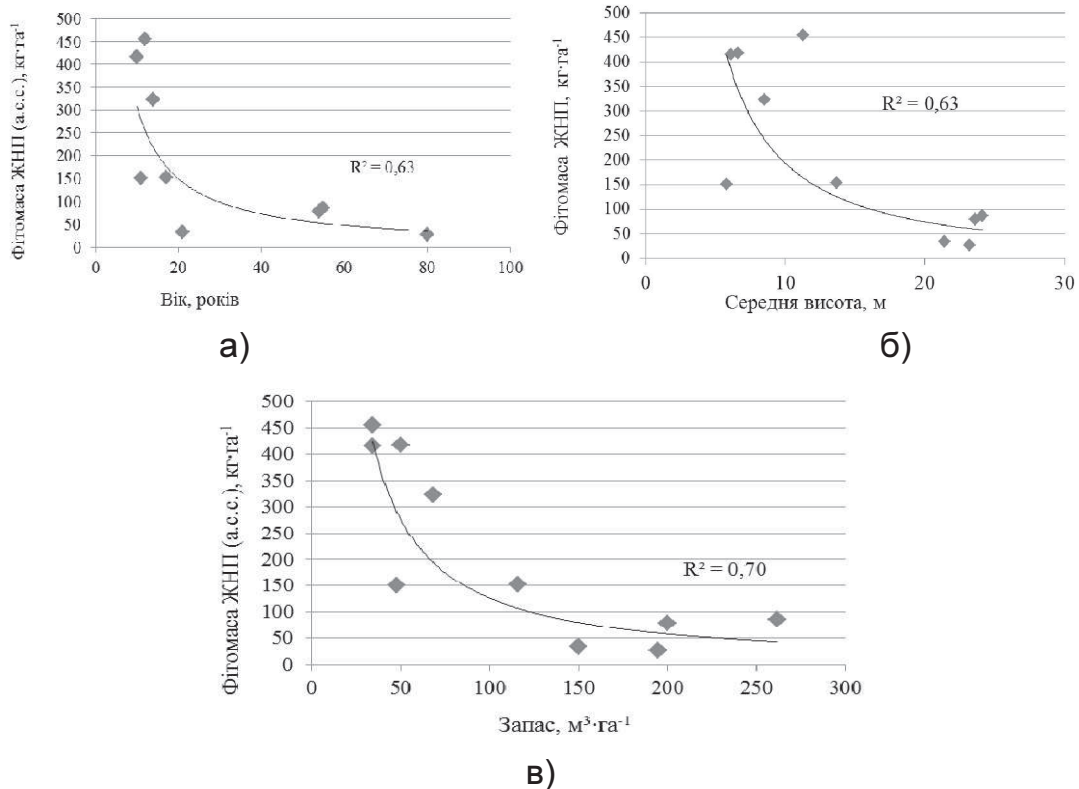 500
450
400
350
300
250
200
150
100
50
0
0 20 40 60 80 100
Фітомаса ЖНП (а.с.с.), кг·га⁻¹
R² = 0,63
Вік, років
а)
500
450
400
350
300
250
200
150
100
50
0
0 10 20 30
Фітомаса ЖНП, кг·га⁻¹
R² = 0,63
Середня висота, м
б)
500
450
400
350
300
250
200
150
100
50
0
0 50 100 150 200 250 300
Фітомаса ЖНП (а.с.с.), кг·га⁻¹
R² = 0,70
Запас, м³·га⁻¹
в)